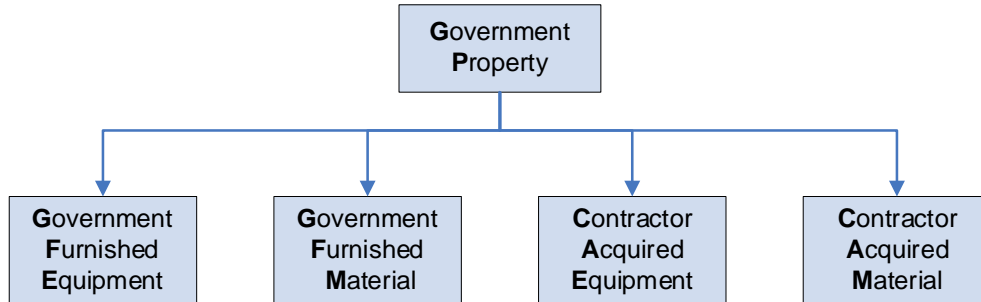 Government
Property
Government
Furnished
Equipment
Government
Furnished
Material
Contractor
Acquired
Equipment
Contractor
Acquired
Material